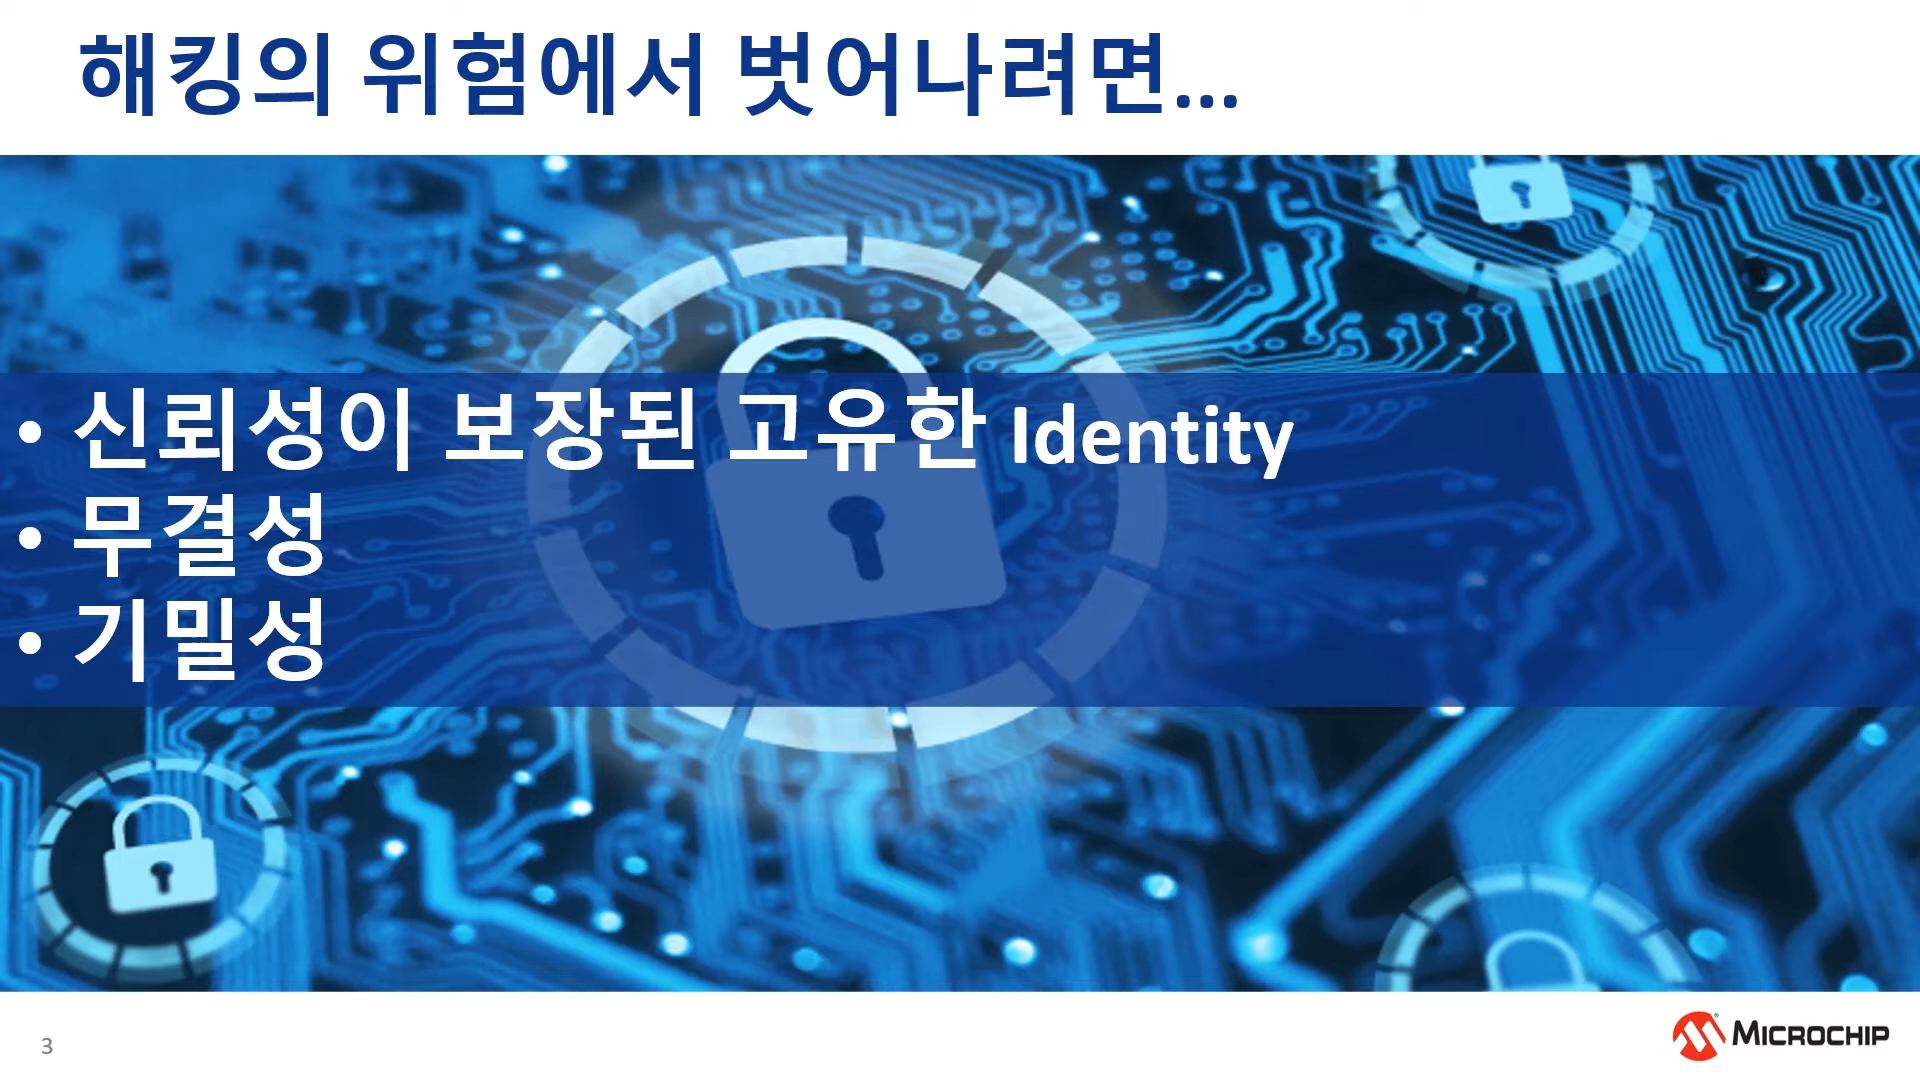 해킹의 위험에서 벗어나려면...
• 신뢰성이 보장된 고유한 Identity
• 무결성
• 기밀성
3
MICROCHIP